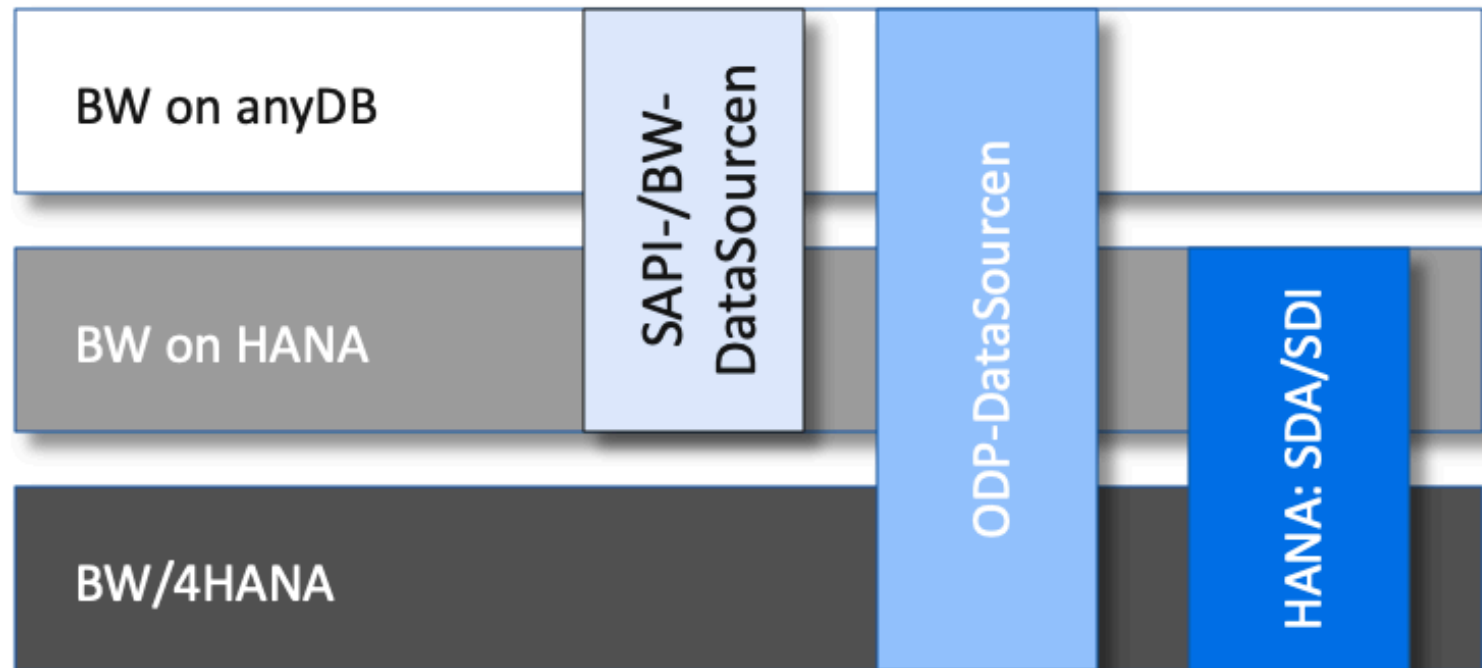 BW on anyDB
BW on HANA
BW/4HANA
SAPI-/BW-
DataSourcen
ODP-DataSourcen
HANA: SDA/SDI